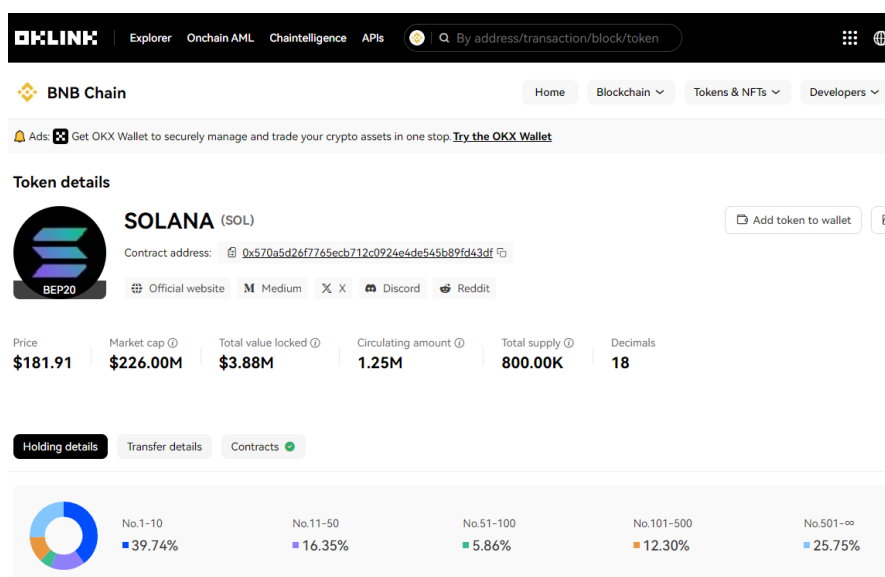 OKLINK Explorer Onchain AML Chaintelligence APIs By address/transaction/block/token
BNB Chain Home Blockchain Tokens & NFTs Developers
Ads: Get OKX Wallet to securely manage and trade your crypto assets in one stop. Try the OKX Wallet
Token details
SOLANA (SOL)
Add token to wallet
Contract address: 0x570a5d26f7765ecb712c0924e4de545b89fd43df
BEP20
Official website Medium X Discord Reddit
Price Market cap Total value locked Circulating amount Total supply Decimals
$181.91 $226.00M $3.88M 1.25M 800.00K 18
Holding details Transfer details Contracts
No.1-10 No.11-50 No.51-100 No.101-500 No.501-∞
39.74% 16.35% 5.86% 12.30% 25.75%